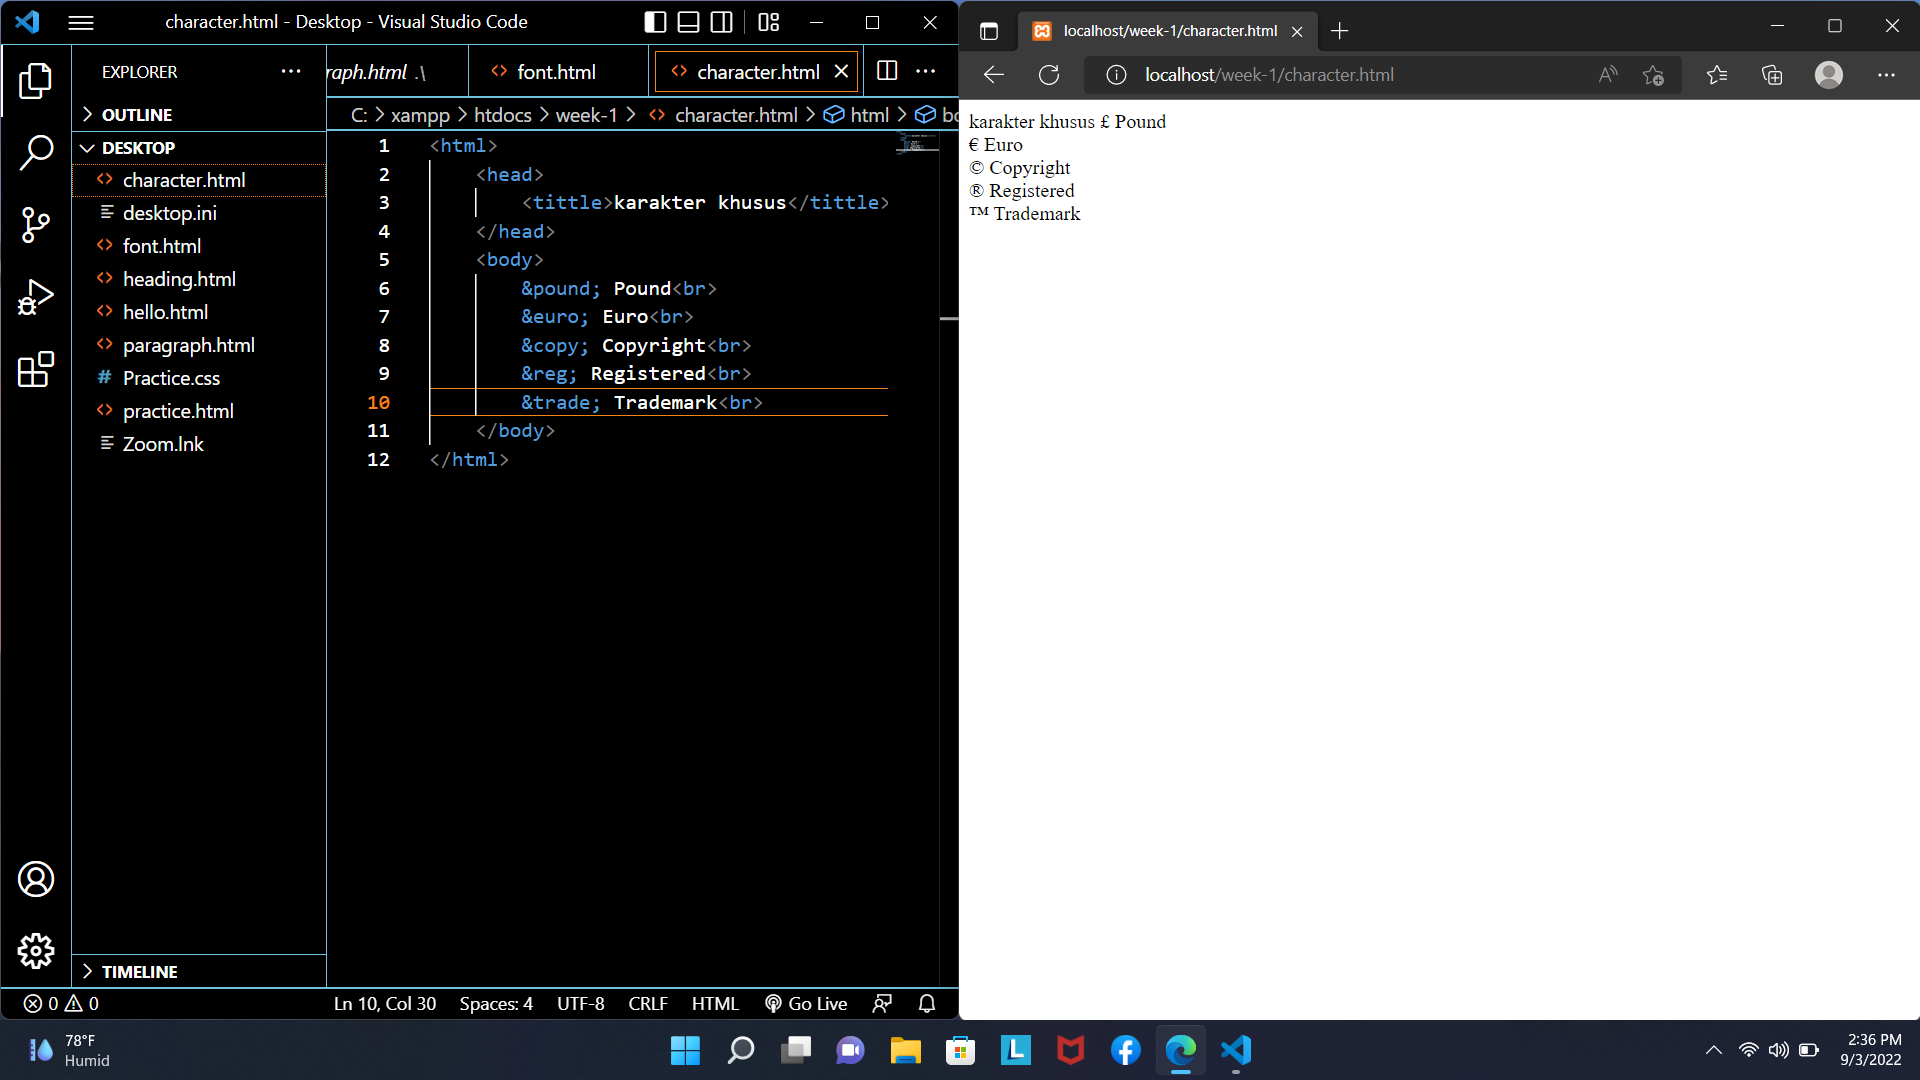 character.html - Desktop - Visual Studio Code
EXPLORER
OUTLINE
DESKTOP
character.html
desktop.ini
font.html
heading.html
hello.html
paragraph.html
# Practice.css
practice.html
Zoom.lnk
TIMELINE
raph.html .\
font.html
character.html
C: > xampp > htdocs > week-1 > character.html > html > bo
1 <html>
2 <head>
3 <tittle>karakter khusus</tittle>
4 </head>
5 <body>
6 &pound; Pound<br>
7 &euro; Euro<br>
8 &copy; Copyright<br>
9 &reg; Registered<br>
10 &trade; Trademark<br>
11 </body>
12 </html>
0 0
Ln 10, Col 30
Spaces: 4
UTF-8
CRLF
HTML
Go Live
localhost/week-1/character.html
localhost/week-1/character.html
karakter khusus £ Pound
€ Euro
© Copyright
® Registered
™ Trademark
78°F
Humid
L
2:36 PM
9/3/2022